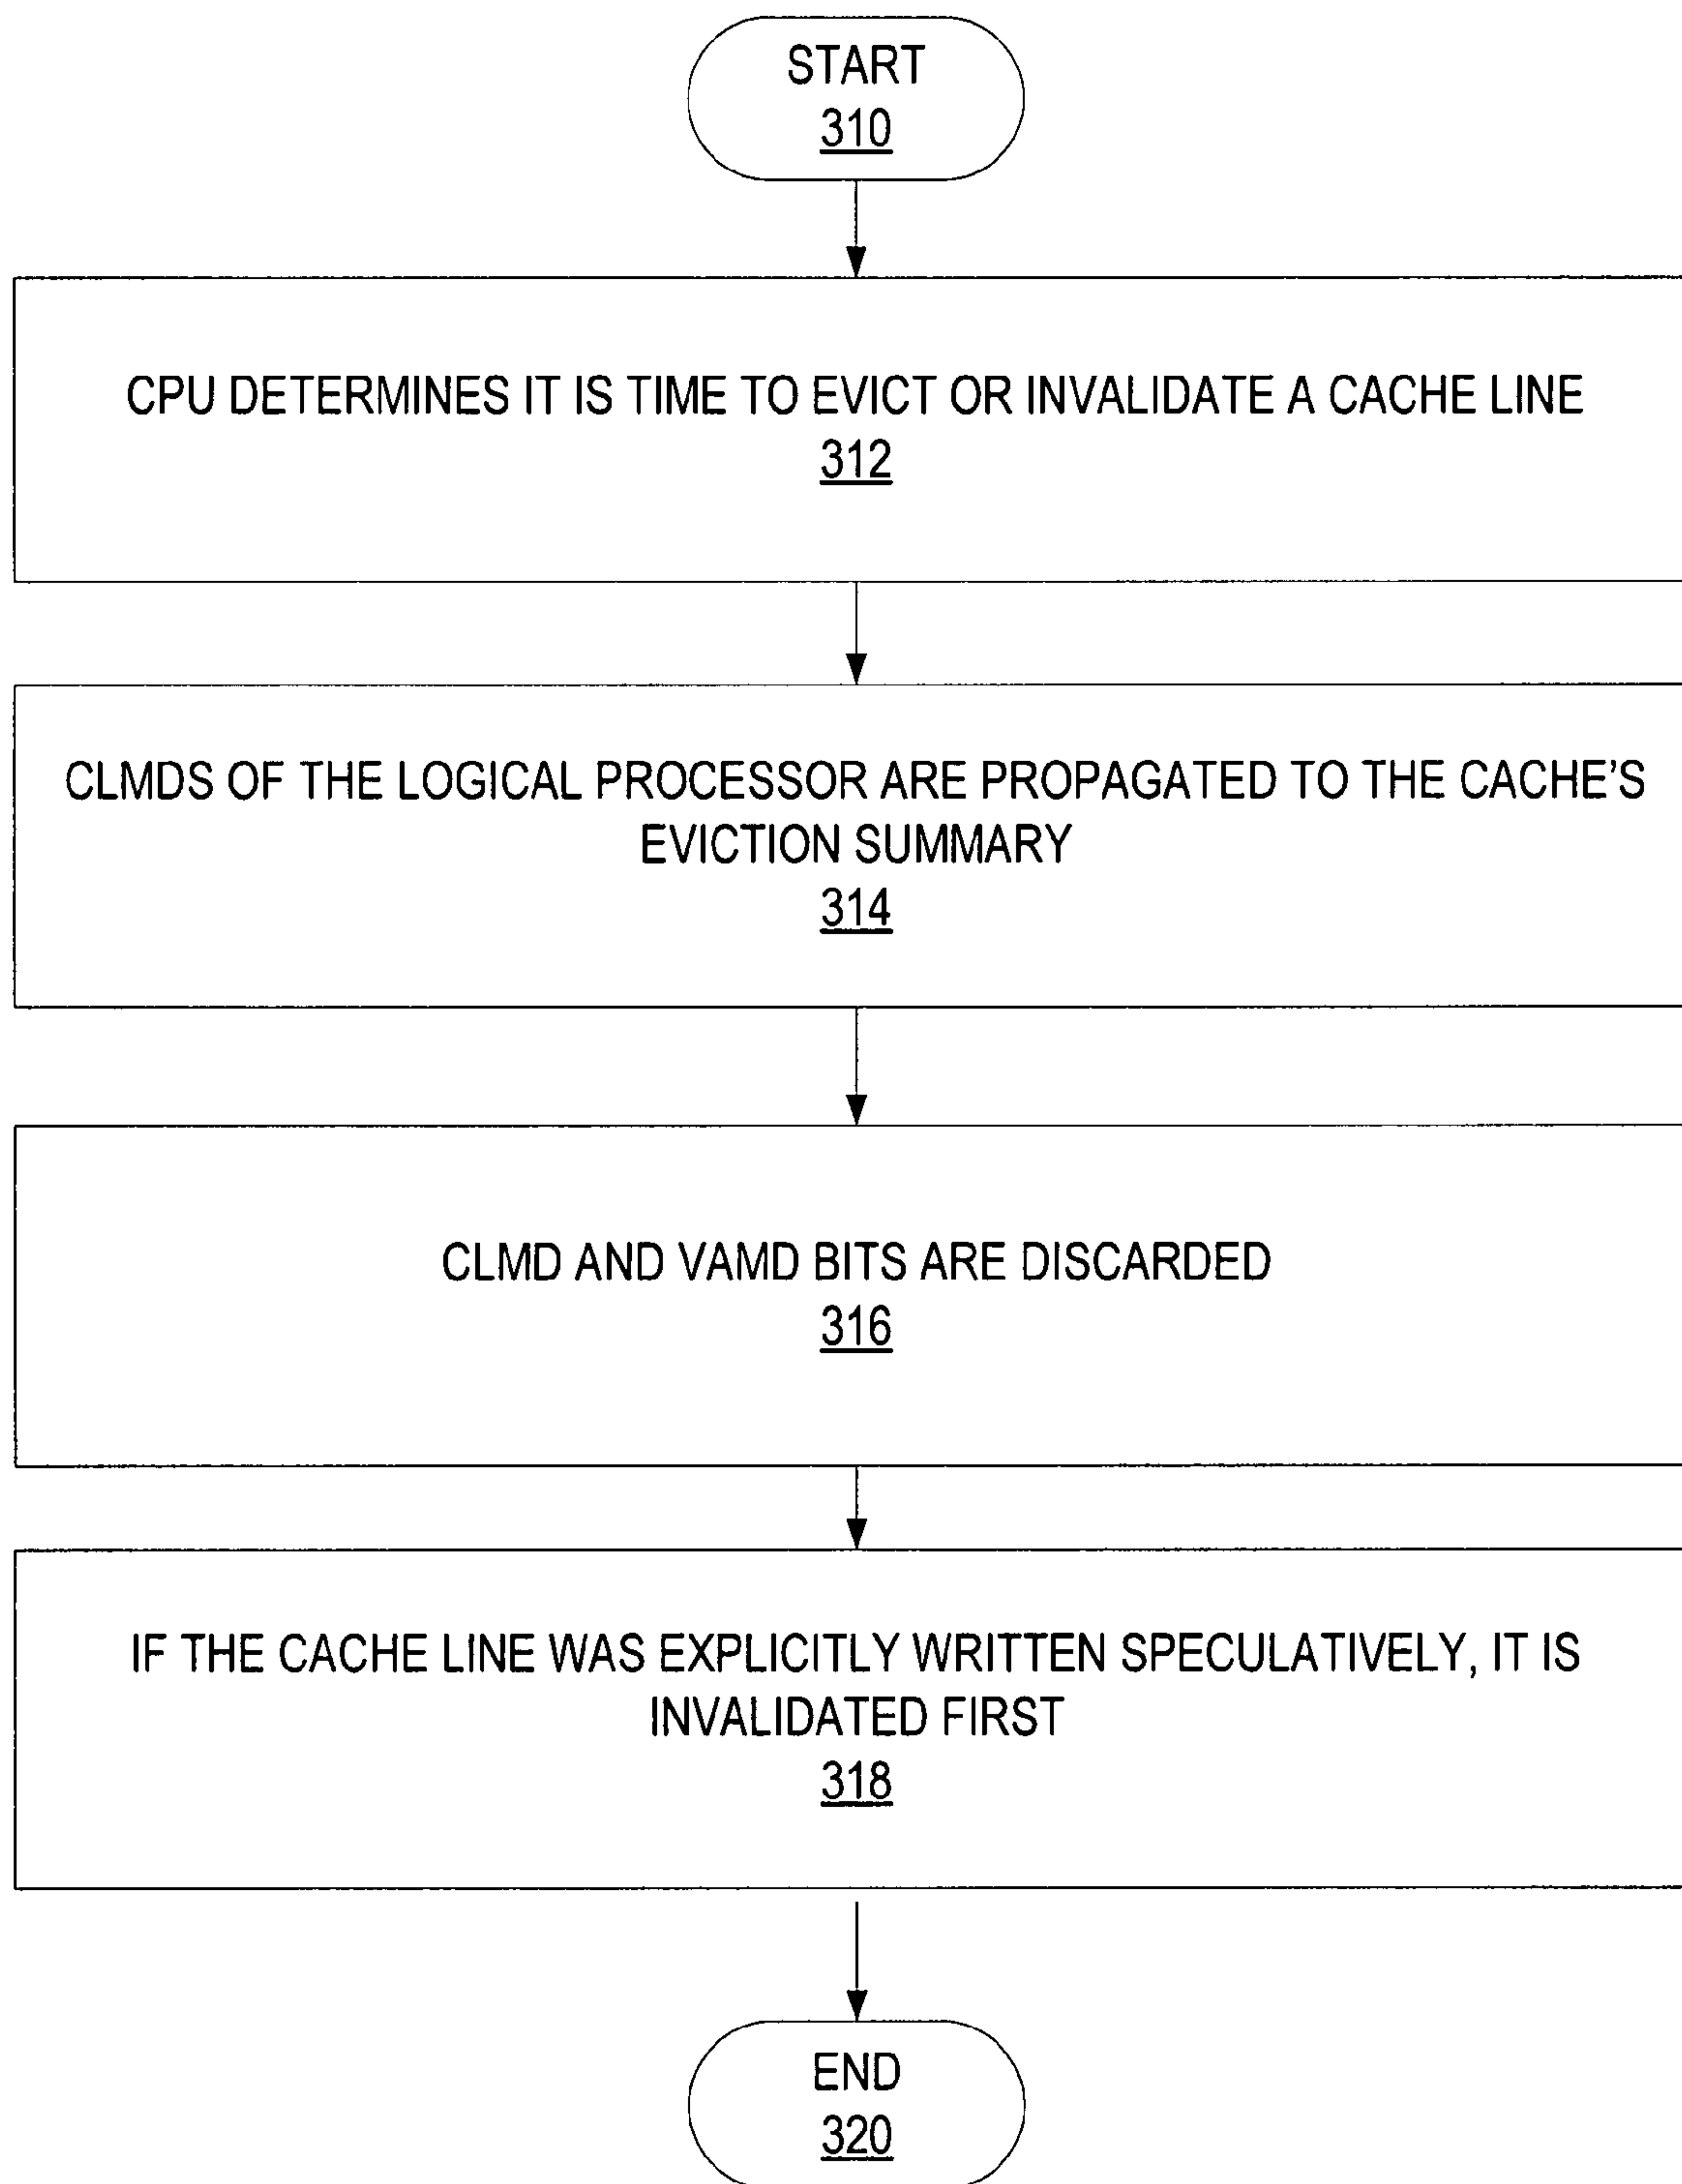 START
310
CPU DETERMINES IT IS TIME TO EVICT OR INVALIDATE A CACHE LINE
312
CLMDS OF THE LOGICAL PROCESSOR ARE PROPAGATED TO THE CACHE'S
EVICTION SUMMARY
314
CLMD AND VAMD BITS ARE DISCARDED
316
IF THE CACHE LINE WAS EXPLICITLY WRITTEN SPECULATIVELY, IT IS
INVALIDATED FIRST
318
END
320